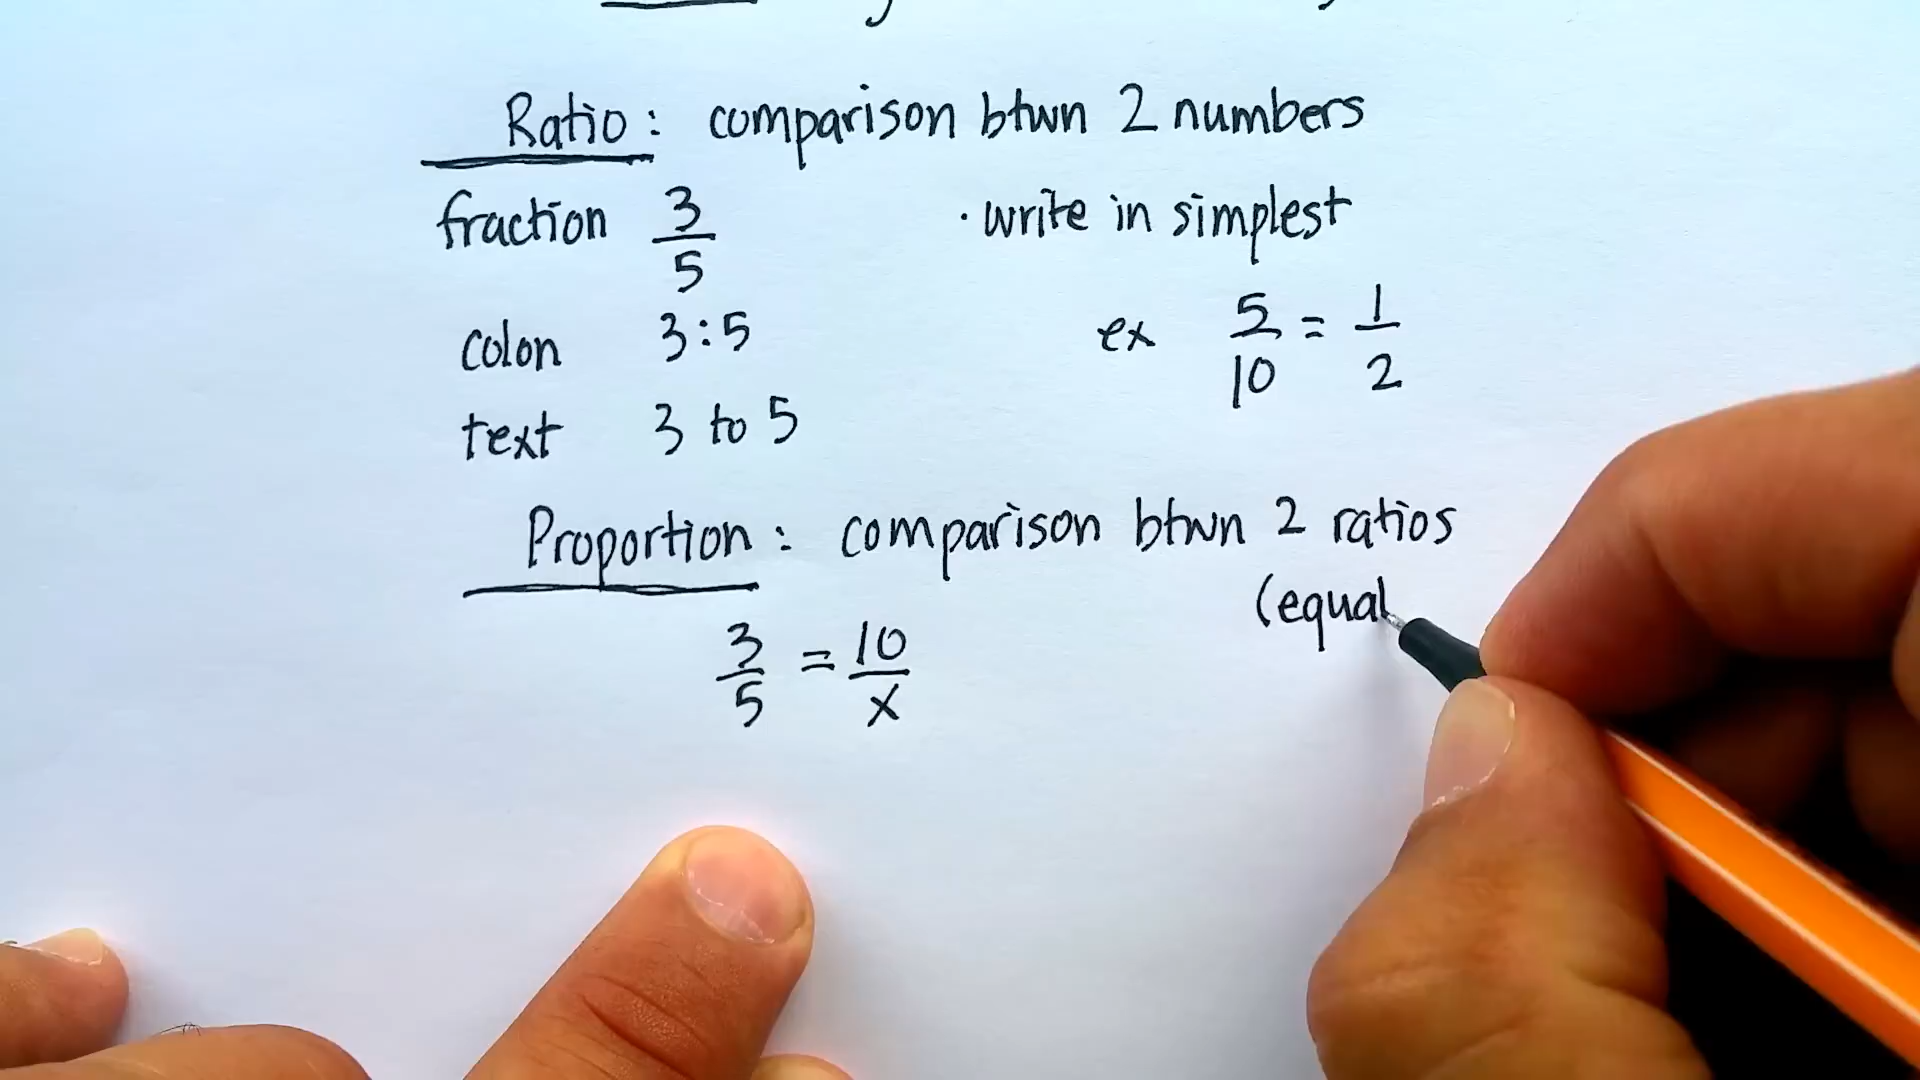 Ratio: comparison btwn 2 numbers
fraction 3/5
· write in simplest
colon 3:5
ex 5/10 = 1/2
text 3 to 5
Proportion: comparison btwn 2 ratios
(equal
3/5 = 10/x